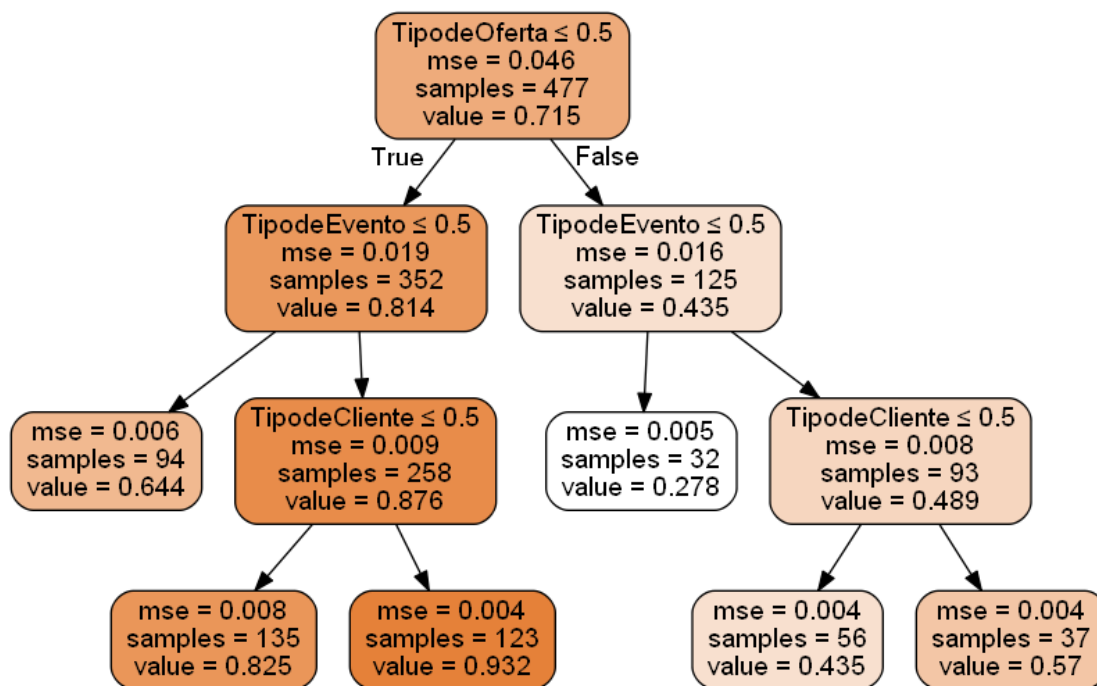 TipodeOferta ≤ 0.5
mse = 0.046
samples = 477
value = 0.715
True
False
TipodeEvento ≤ 0.5
mse = 0.019
samples = 352
value = 0.814
TipodeEvento ≤ 0.5
mse = 0.016
samples = 125
value = 0.435
mse = 0.006
samples = 94
value = 0.644
TipodeCliente ≤ 0.5
mse = 0.009
samples = 258
value = 0.876
mse = 0.005
samples = 32
value = 0.278
TipodeCliente ≤ 0.5
mse = 0.008
samples = 93
value = 0.489
mse = 0.008
samples = 135
value = 0.825
mse = 0.004
samples = 123
value = 0.932
mse = 0.004
samples = 56
value = 0.435
mse = 0.004
samples = 37
value = 0.57